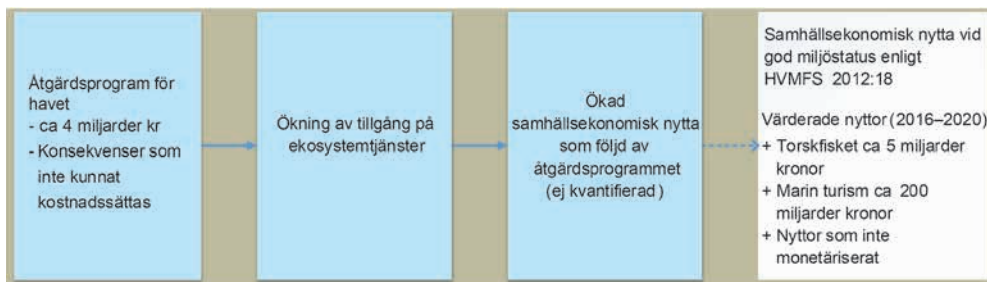 Åtgärdsprogram för
havet
- ca 4 miljarder kr
- Konsekvenser som
inte kunnat
kostnadssättas
Ökning av tillgång på
ekosystemtjänster
Ökad
samhällsekonomisk nytta
som följd av
åtgärdsprogrammet
(ej kvantifierad)
Samhällsekonomisk nytta vid
god miljöstatus enligt
HVMFS 2012:18
Värderade nyttor (2016–2020)
+ Torskfisket ca 5 miljarder
kronor
+ Marin turism ca 200
miljarder kronor
+ Nyttor som inte
monetäriserat